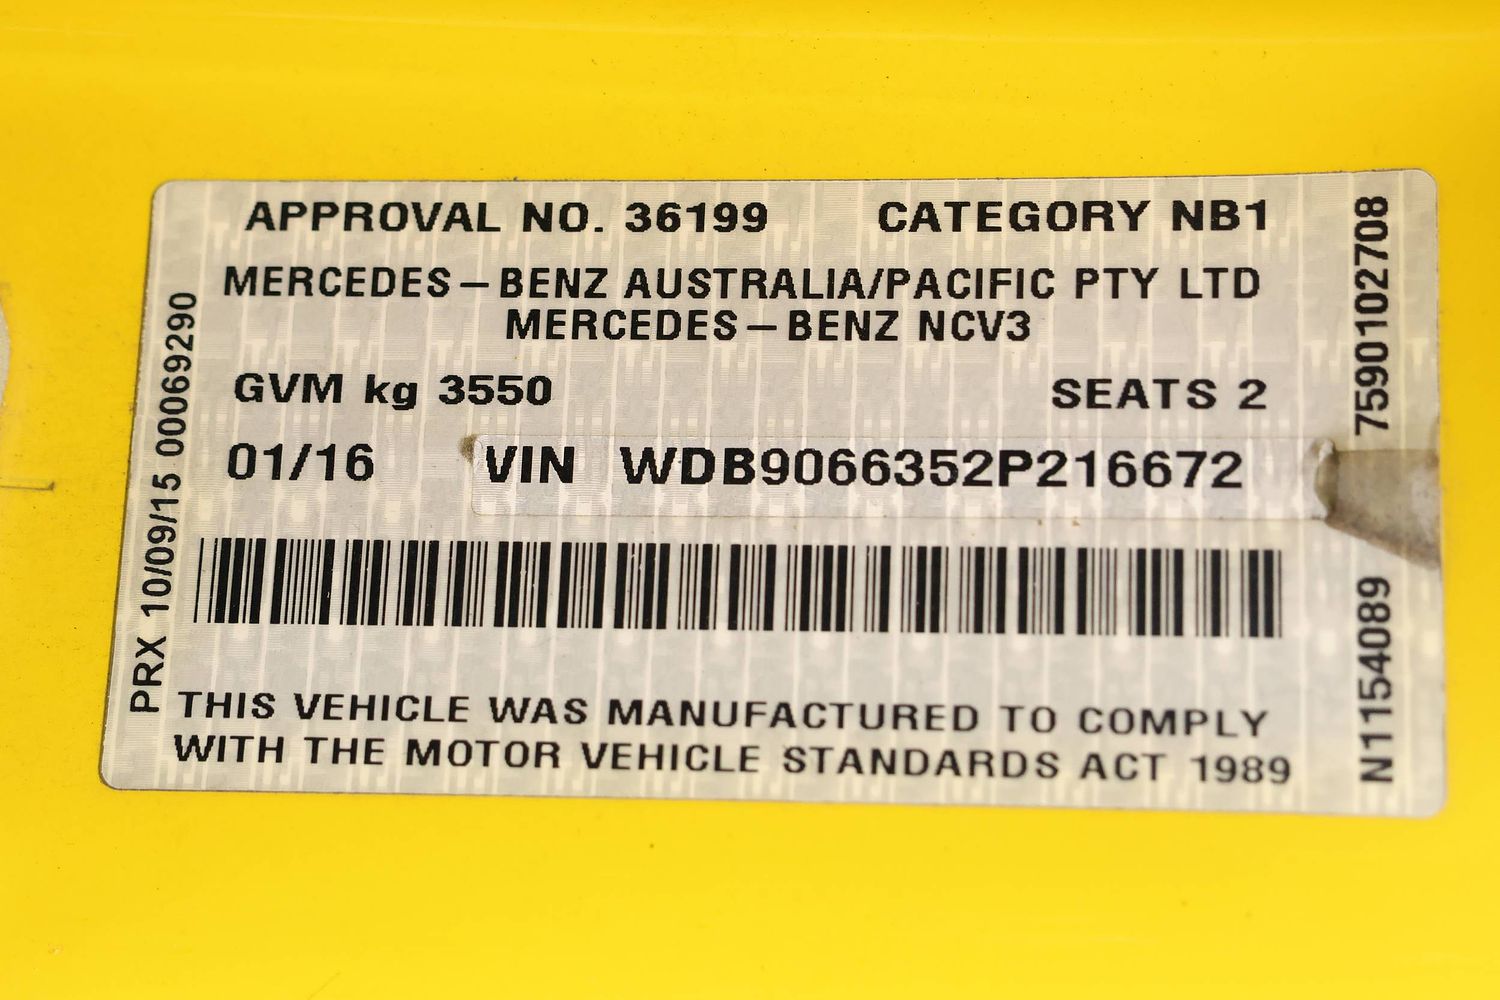 APPROVAL NO. 36199 CATEGORY NB1
MERCEDES-BENZ AUSTRALIA/PACIFIC PTY LTD
MERCEDES-BENZ NCV3
GVM kg 3550 SEATS 2
01/16 VIN WDB9066352P216672
THIS VEHICLE WAS MANUFACTURED TO COMPLY
WITH THE MOTOR VEHICLE STANDARDS ACT 1989
PRX 10/09/15 00069290
7590102708
N1154089